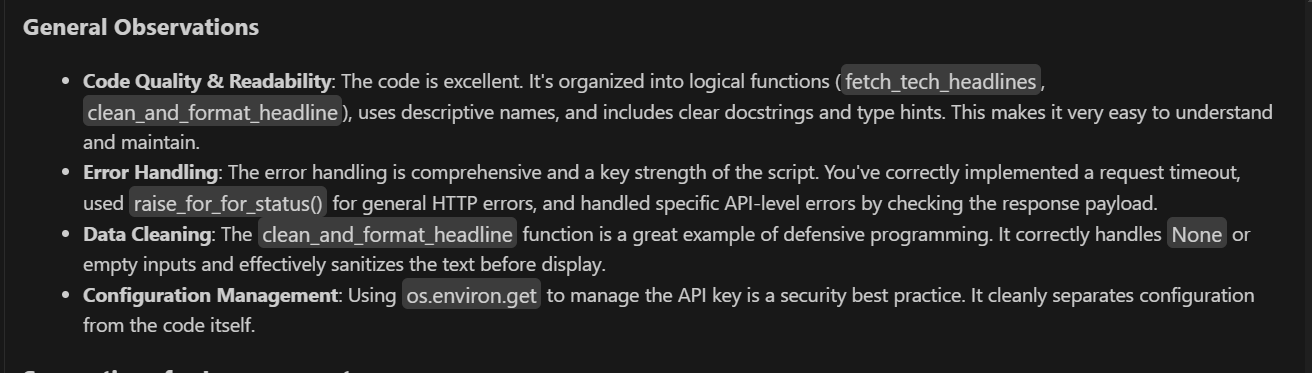 General Observations
• Code Quality & Readability: The code is excellent. It's organized into logical functions (fetch_tech_headlines,
clean_and_format_headline), uses descriptive names, and includes clear docstrings and type hints. This makes it very easy to understand
and maintain.
• Error Handling: The error handling is comprehensive and a key strength of the script. You've correctly implemented a request timeout,
used raise_for_for_status() for general HTTP errors, and handled specific API-level errors by checking the response payload.
• Data Cleaning: The clean_and_format_headline function is a great example of defensive programming. It correctly handles None or
empty inputs and effectively sanitizes the text before display.
• Configuration Management: Using os.environ.get to manage the API key is a security best practice. It cleanly separates configuration
from the code itself.